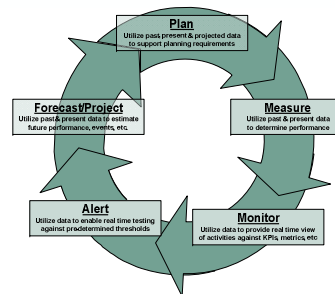 Plan
Utilize past present & projected data
to support planning requirements
Measure
Utilize past & present data
to determine performance
Monitor
Utilize data to provide real time view
of activities against KPIs, metrics, etc
Alert
Utilize data to enable real time testing
against pre-determined thresholds
Forecast/Project
Utilize past & present data to estimate
future performance, events, etc.